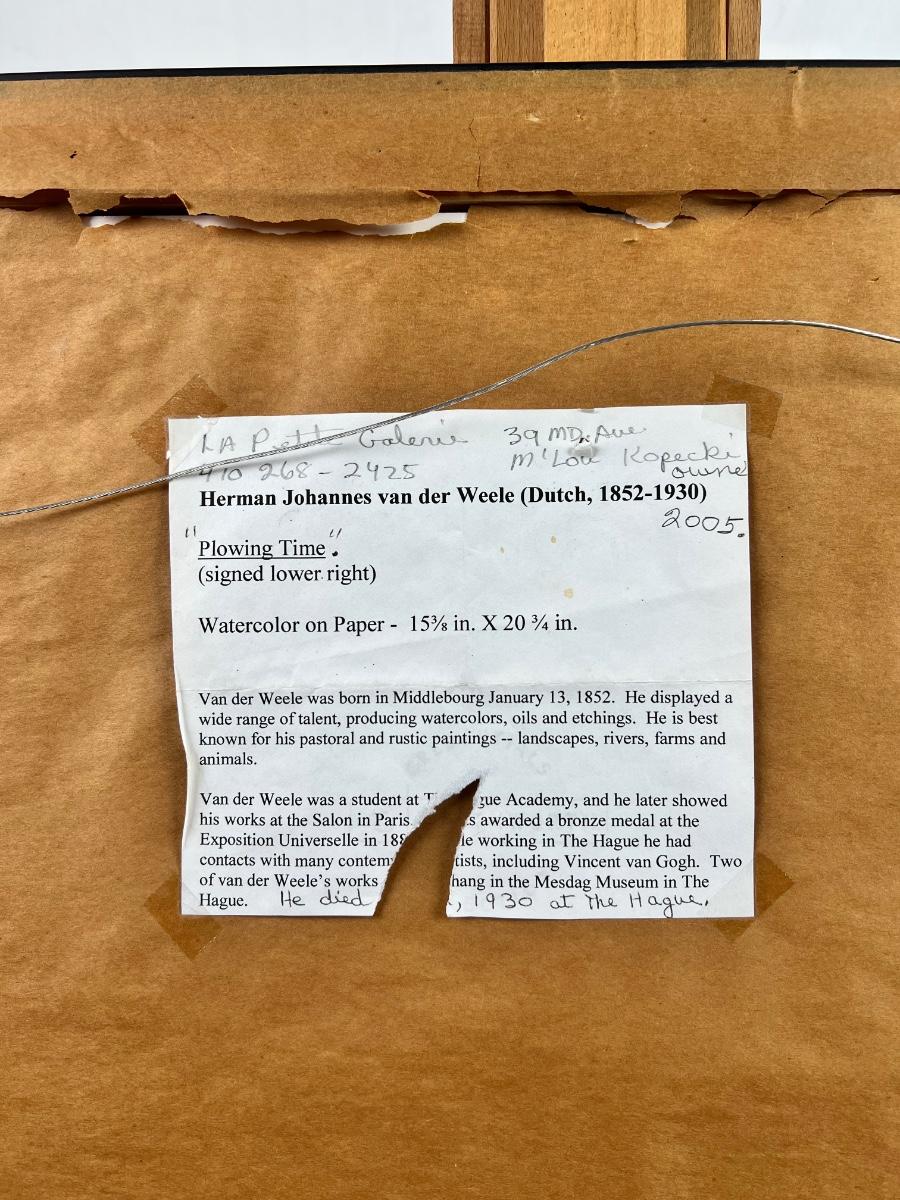 LA Petite Galerie 39 MD. Ave
410 268-2425 M'Lou Kopecki
owner
Herman Johannes van der Weele (Dutch, 1852-1930)
2005.
"Plowing Time".
(signed lower right)
Watercolor on Paper - 15⅜ in. X 20 ¾ in.
Van der Weele was born in Middlebourg January 13, 1852. He displayed a
wide range of talent, producing watercolors, oils and etchings. He is best
known for his pastoral and rustic paintings -- landscapes, rivers, farms and
animals.
Van der Weele was a student at T gue Academy, and he later showed
his works at the Salon in Paris. s awarded a bronze medal at the
Exposition Universelle in 188 le working in The Hague he had
contacts with many contem tists, including Vincent van Gogh. Two
of van der Weele's works hang in the Mesdag Museum in The
Hague. He died , 1930 at The Hague.